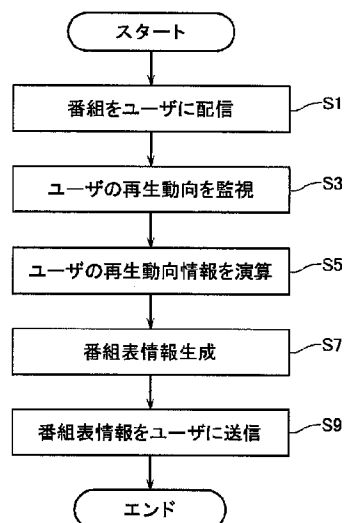 スタート
番組をユーザに配信
S1
ユーザの再生動向を監視
S3
ユーザの再生動向情報を演算
S5
番組表情報生成
S7
番組表情報をユーザに送信
S9
エンド